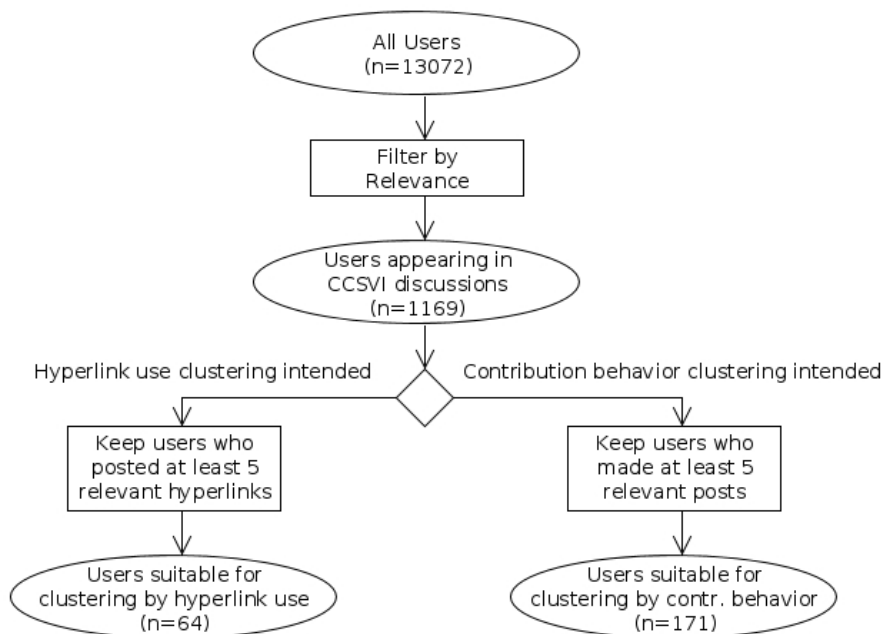 All Users
(n=13072)
Filter by
Relevance
Users appearing in
CCSVI discussions
(n=1169)
Hyperlink use clustering intended
Contribution behavior clustering intended
Keep users who
posted at least 5
relevant hyperlinks
Keep users who
made at least 5
relevant posts
Users suitable for
clustering by hyperlink use
(n=64)
Users suitable for
clustering by contr. behavior
(n=171)